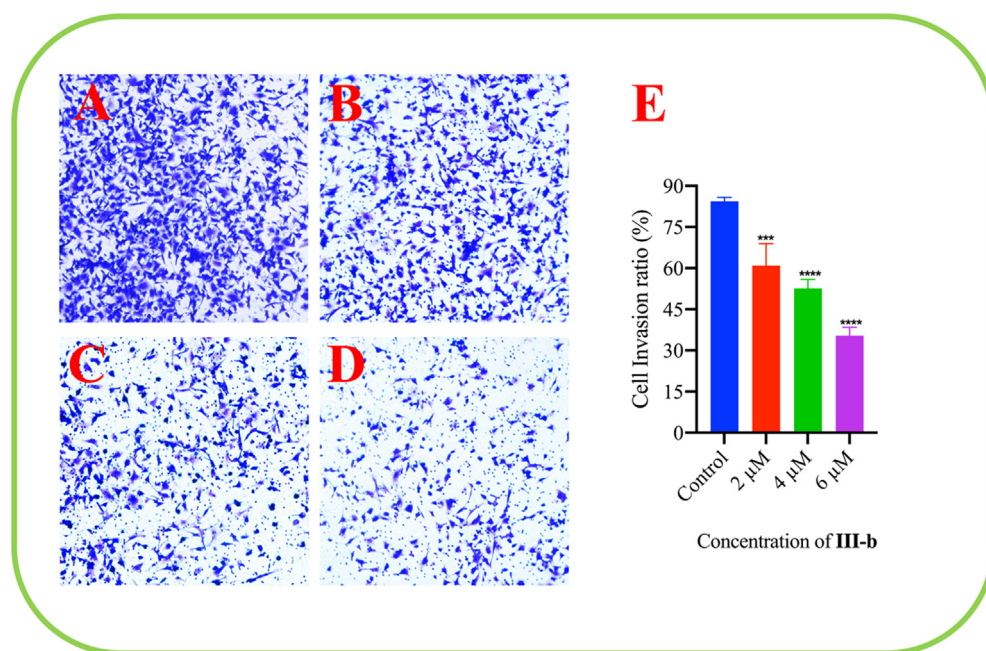 A
B
C
D
E
Cell Invasion ratio (%)
90
75
60
45
30
15
0
***
****
****
Control
2 μM
4 μM
6 μM
Concentration of III-b